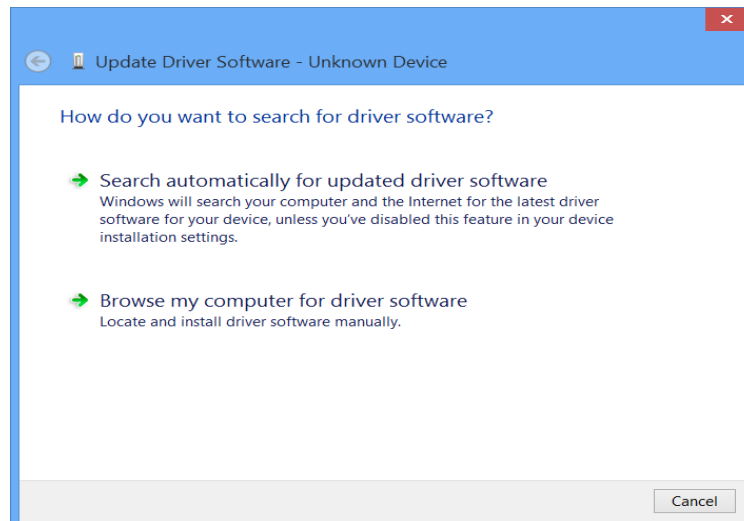 Update Driver Software - Unknown Device
How do you want to search for driver software?
Search automatically for updated driver software
Windows will search your computer and the Internet for the latest driver
software for your device, unless you've disabled this feature in your device
installation settings.
Browse my computer for driver software
Locate and install driver software manually.
Cancel